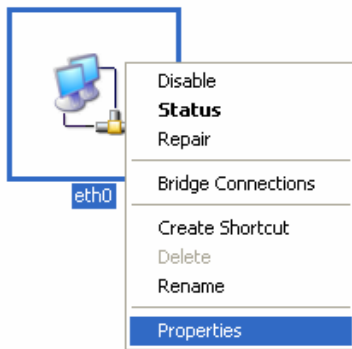 Disable
Status
Repair
Bridge Connections
eth0
Create Shortcut
Delete
Rename
Properties